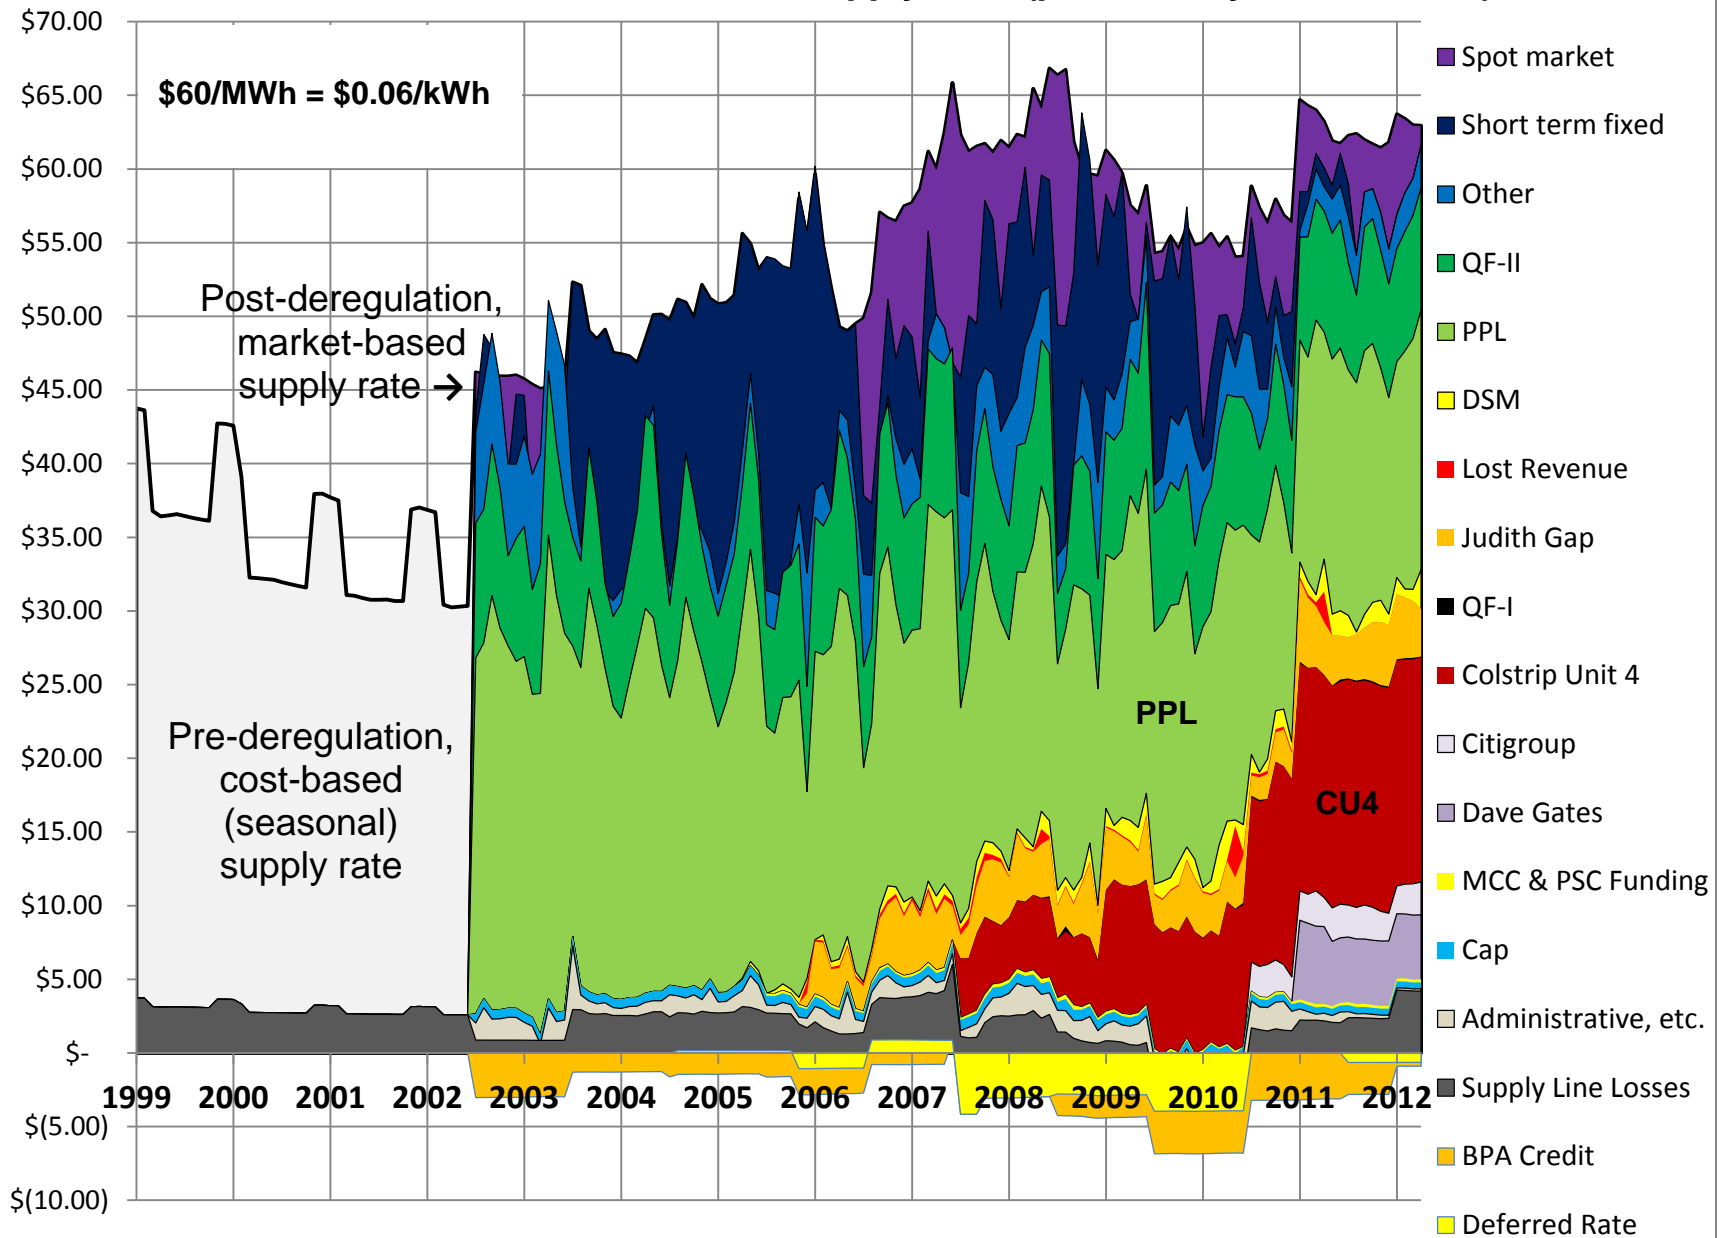 $70.00
$65.00
$60.00
$55.00
$50.00
$45.00
$40.00
$35.00
$30.00
$25.00
$20.00
$15.00
$10.00
$5.00
$-
$(5.00)
$(10.00)
$60/MWh = $0.06/kWh
Post-deregulation,
market-based
supply rate →
Pre-deregulation,
cost-based
(seasonal)
supply rate
PPL
CU4
1999 2000 2001 2002 2003 2004 2005 2006 2007 2008 2009 2010 2011 2012
Spot market
Short term fixed
Other
QF-II
PPL
DSM
Lost Revenue
Judith Gap
QF-I
Colstrip Unit 4
Citigroup
Dave Gates
MCC & PSC Funding
Cap
Administrative, etc.
Supply Line Losses
BPA Credit
Deferred Rate